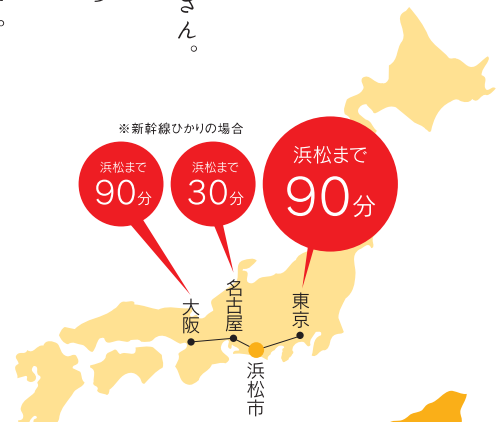 さん。
※新幹線ひかりの場合
浜松まで
90分
浜松まで
30分
浜松まで
90分
大阪
名古屋
東京
浜松市